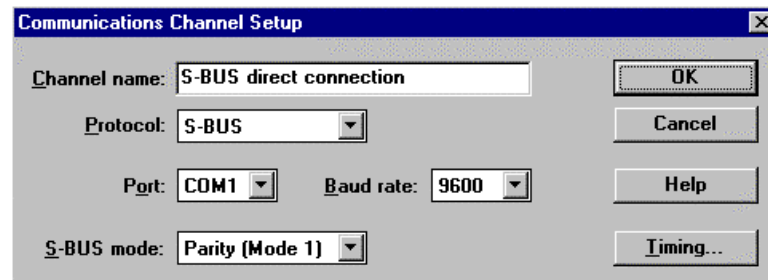 Communications Channel Setup
Channel name: S-BUS direct connection OK
Protocol: S-BUS Cancel
Port: COM1 Baud rate: 9600 Help
S-BUS mode: Parity (Mode 1) Timing...